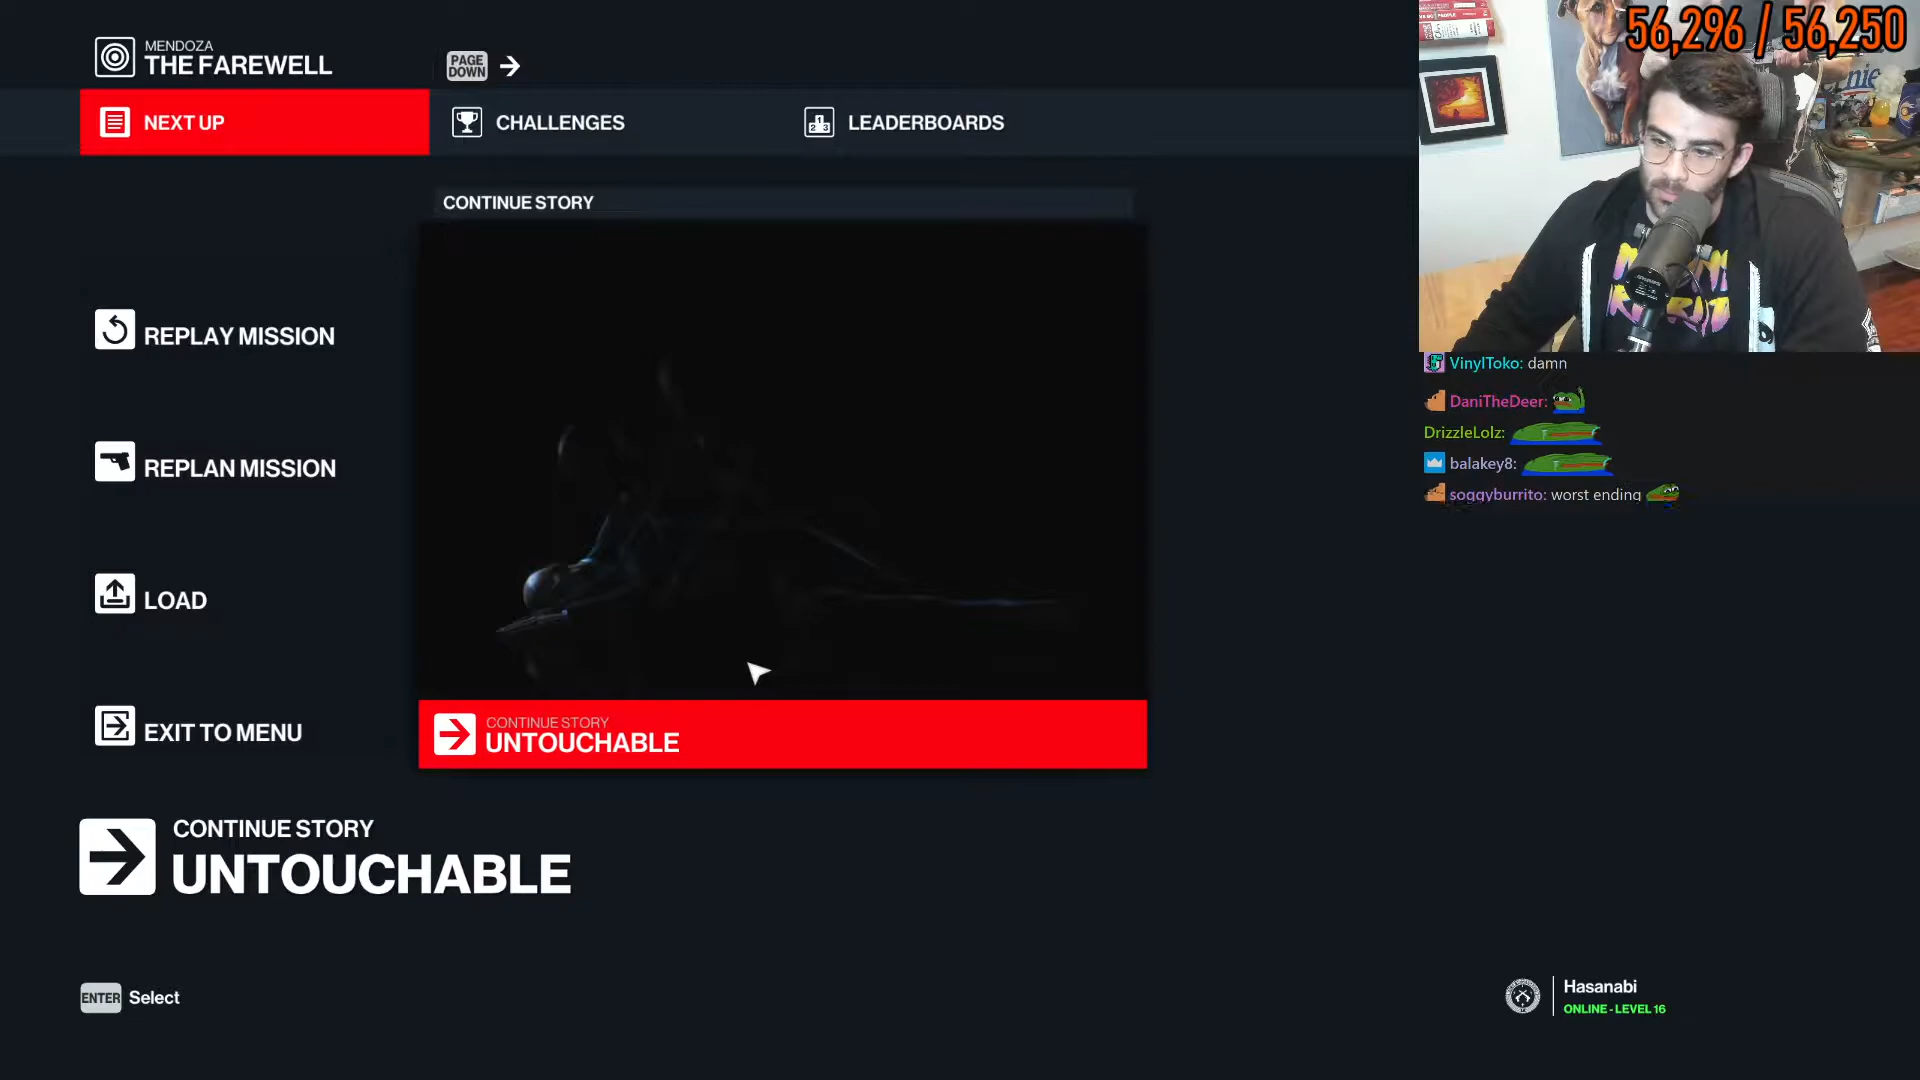 MENDOZA
THE FAREWELL
PAGE DOWN
NEXT UP
CHALLENGES
LEADERBOARDS
CONTINUE STORY
REPLAY MISSION
REPLAN MISSION
LOAD
EXIT TO MENU
CONTINUE STORY
UNTOUCHABLE
CONTINUE STORY
UNTOUCHABLE
ENTER Select
Hasanabi
ONLINE - LEVEL 16
56,296 / 56,250
VinylToko: damn
DaniTheDeer:
DrizzleLolz:
balakey8:
soggyburrito: worst ending